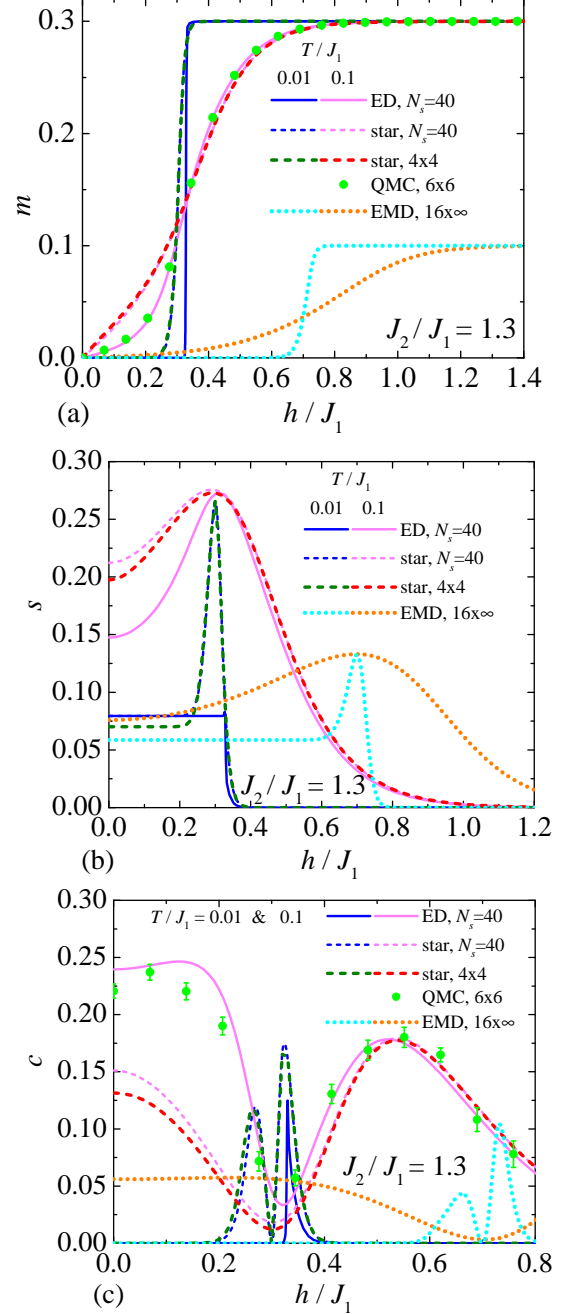 0.3
T / J₁
0.01 0.1
ED, Nₛ=40
star, Nₛ=40
star, 4x4
QMC, 6x6
EMD, 16x∞
m
0.2
0.1
0.0
J₂ / J₁ = 1.3
0.0 0.2 0.4 0.6 0.8 1.0 1.2 1.4
(a) h / J₁
0.30
T / J₁
0.01 0.1
0.25
ED, Nₛ=40
star, Nₛ=40
star, 4x4
EMD, 16x∞
0.20
s
0.15
0.10
0.05
0.00
J₂ / J₁ = 1.3
0.0 0.2 0.4 0.6 0.8 1.0 1.2
(b) h / J₁
0.30
T / J₁ = 0.01 & 0.1
ED, Nₛ=40
star, Nₛ=40
star, 4x4
QMC, 6x6
EMD, 16x∞
0.25
0.20
c
0.15
0.10
0.05
0.00
J₂ / J₁ = 1.3
0.0 0.2 0.4 0.6 0.8
(c) h / J₁